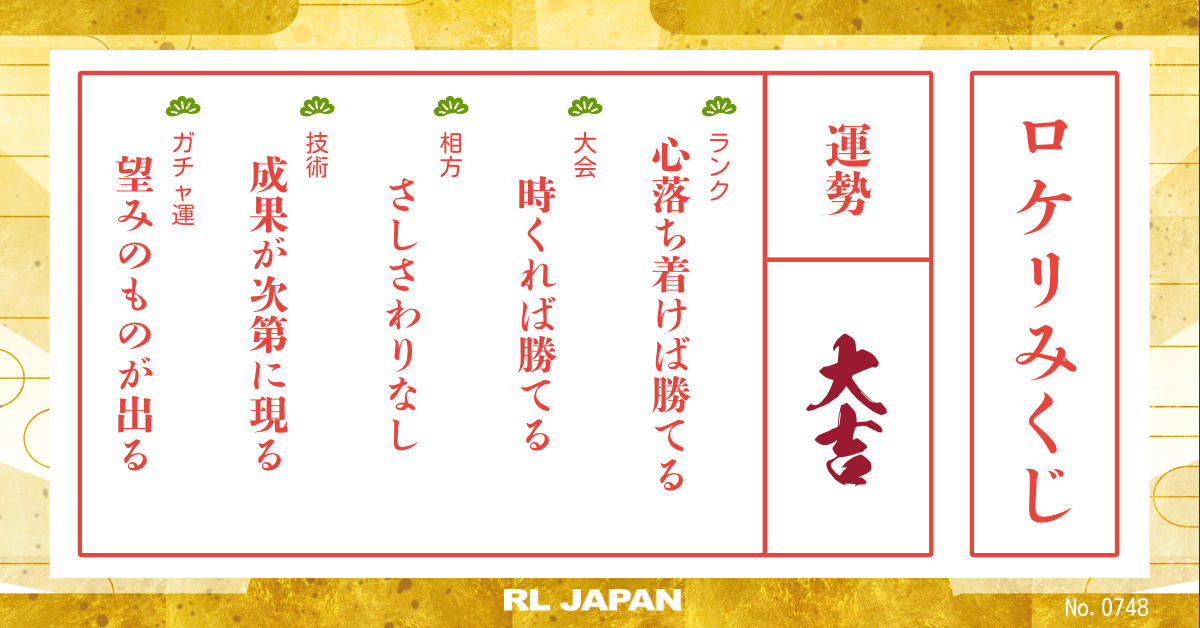 ロケリみくじ
運勢
大吉
ランク
心落ち着けば勝てる
大会
時くれば勝てる
相方
さしさわりなし
技術
成果が次第に現る
ガチャ運
望みのものが出る
RL JAPAN
No. 0748